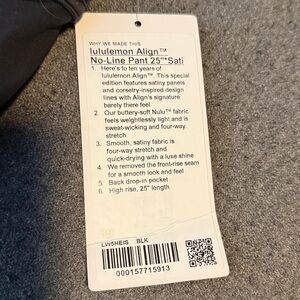 WHY WE MADE THIS
lululemon Align™
No-Line Pant 25"*Sati
1. Here's to ten years of
lululemon Align™. This special
edition features satiny panels
and corsetry-inspired design
lines with Align's signature
barely there feel
2. Our buttery-soft Nulu™ fabric
feels weightlessly light and is
sweat-wicking and four-way
stretch
3. Smooth, satiny fabric is
four-way stretch and
quick-drying with a luxe shine
4. We removed the front-rise seam
for a smooth look and feel
5. Back drop-in pocket
6. High rise, 25" length
LW5HEIS BLK
000157715913